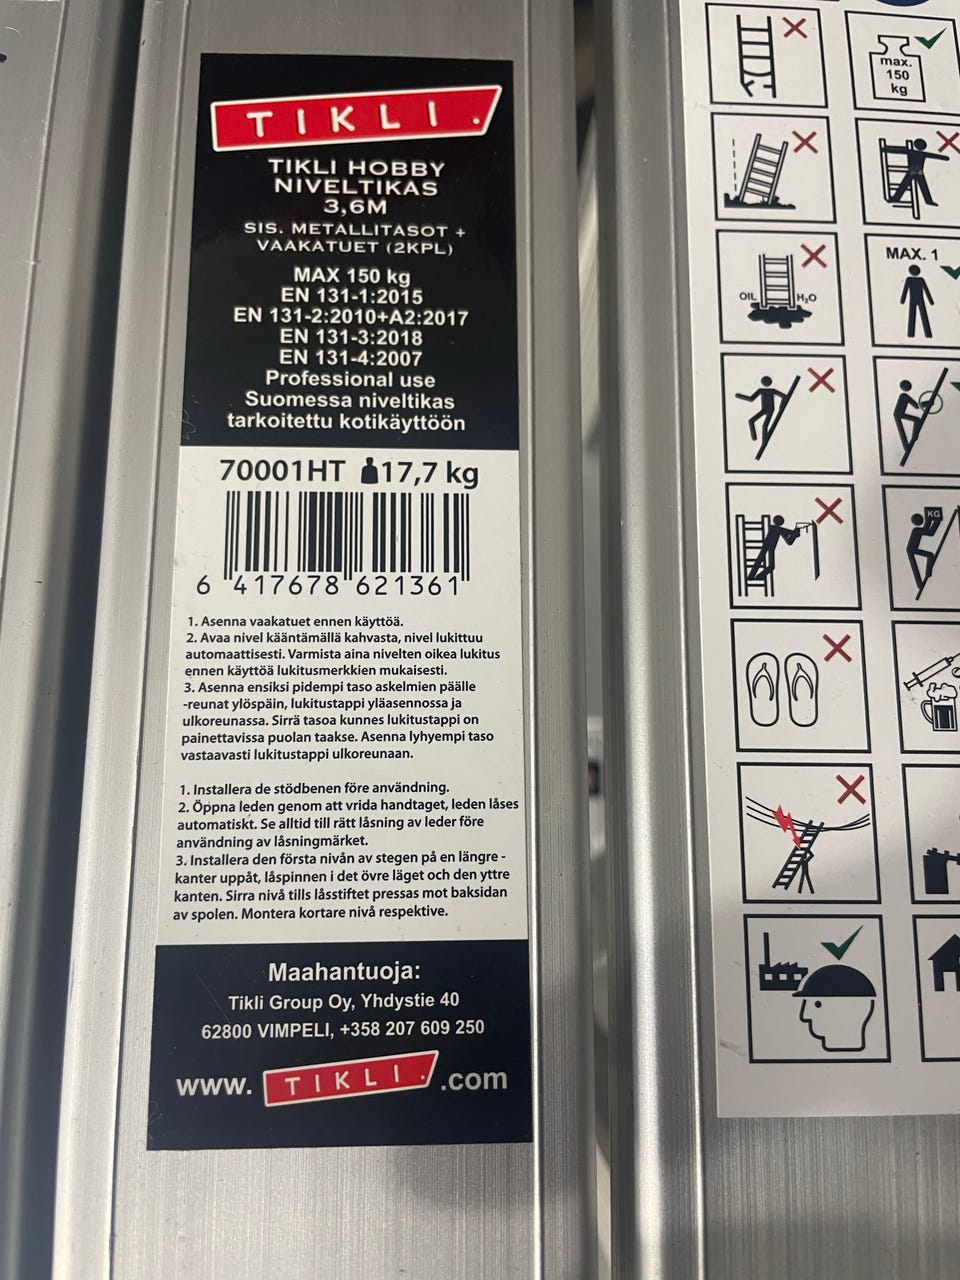 TIKLI.
TIKLI HOBBY
NIVELTIKAS
3,6M
SIS. METALLITASOT +
VAAKATUET (2KPL)
MAX 150 kg
EN 131-1:2015
EN 131-2:2010+A2:2017
EN 131-3:2018
EN 131-4:2007
Professional use
Suomessa niveltikas
tarkoitettu kotikäyttöön
70001HT 17,7 kg
6 417678 621361
1. Asenna vaakatuet ennen käyttöä.
2. Avaa nivel kääntämällä kahvasta, nivel lukittuu
automaattisesti. Varmista aina nivelten oikea lukitus
ennen käyttöä lukitusmerkkien mukaisesti.
3. Asenna ensiksi pidempi taso askelmien päälle
-reunat ylöspäin, lukitustappi yläasennossa ja
ulkoreunassa. Sirrä tasoa kunnes lukitustappi on
painettavissa puolan taakse. Asenna lyhyempi taso
vastaavasti lukitustappi ulkoreunaan.
1. Installera de stödbenen före användning.
2. Öppna leden genom att vrida handtaget, leden låses
automatiskt. Se alltid till rätt låsning av leder före
användning av låsningmärket.
3. Installera den första nivån av stegen på en längre -
kanter uppåt, låspinnen i det övre läget och den yttre
kanten. Sirra nivå tills låsstiftet pressas mot baksidan
av spolen. Montera kortare nivå respektive.
Maahantuoja:
Tikli Group Oy, Yhdystie 40
62800 VIMPELI, +358 207 609 250
www. TIKLI. .com
max.
150
kg
OIL H₂O
MAX. 1
KG